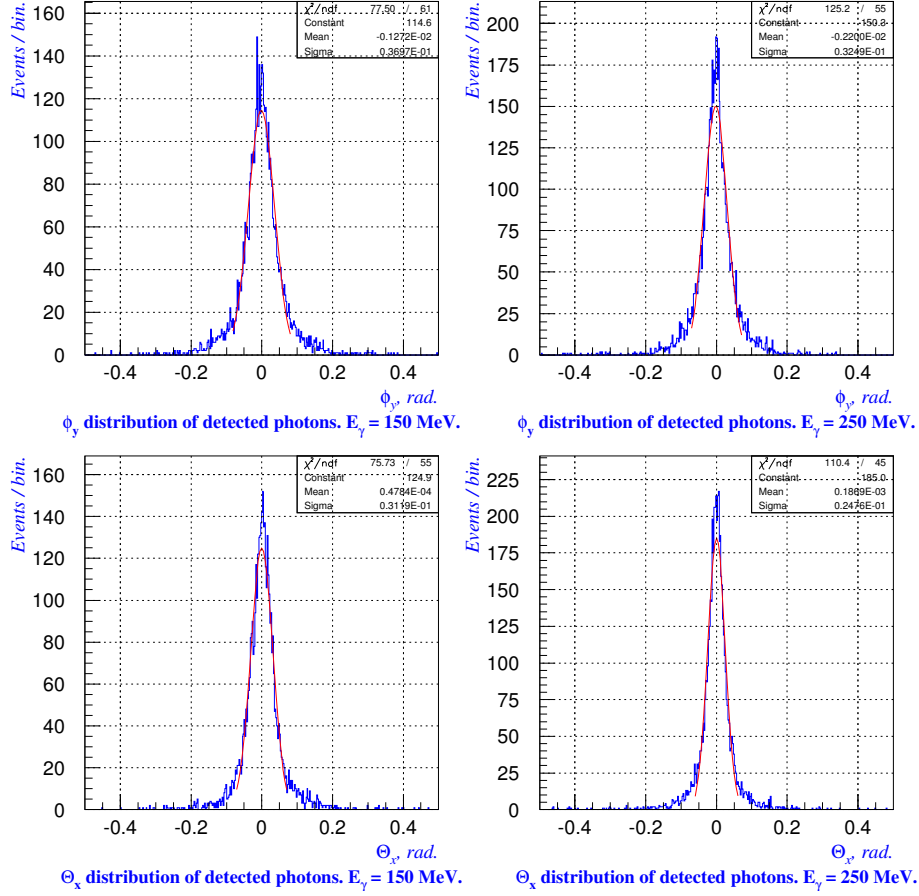 χ²/ndf 77.50 / 61
Constant 114.6
Mean -0.1272E-02
Sigma 0.3697E-01
Events / bin.
160
140
120
100
80
60
40
20
0
-0.4 -0.2 0 0.2 0.4
ϕy, rad.
ϕy distribution of detected photons. Eγ = 150 MeV.
χ²/ndf 125.2 / 55
Constant 150.3
Mean -0.2200E-02
Sigma 0.3249E-01
Events / bin.
200
175
150
125
100
75
50
25
0
-0.4 -0.2 0 0.2 0.4
ϕy, rad.
ϕy distribution of detected photons. Eγ = 250 MeV.
χ²/ndf 75.73 / 55
Constant 124.9
Mean 0.4784E-04
Sigma 0.3119E-01
Events / bin.
160
140
120
100
80
60
40
20
0
-0.4 -0.2 0 0.2 0.4
Θx, rad.
Θx distribution of detected photons. Eγ = 150 MeV.
χ²/ndf 110.4 / 45
Constant 185.0
Mean 0.1869E-03
Sigma 0.2476E-01
Events / bin.
225
200
175
150
125
100
75
50
25
0
-0.4 -0.2 0 0.2 0.4
Θx, rad.
Θx distribution of detected photons. Eγ = 250 MeV.